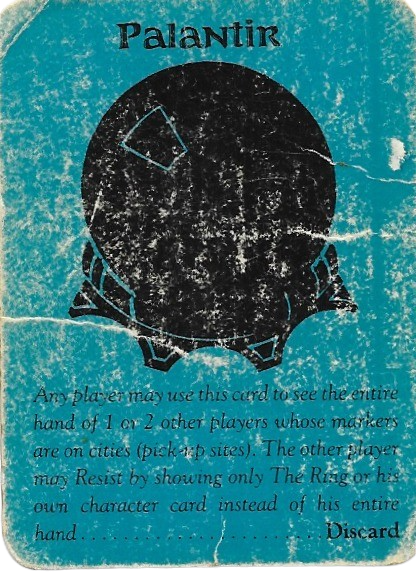 Palantir
Any player may use this card to see the entire
hand of 1 or 2 other players whose markers
are on cities (pick-up sites). The other player
may Resist by showing only The Ring or his
own character card instead of his entire
hand........................Discard